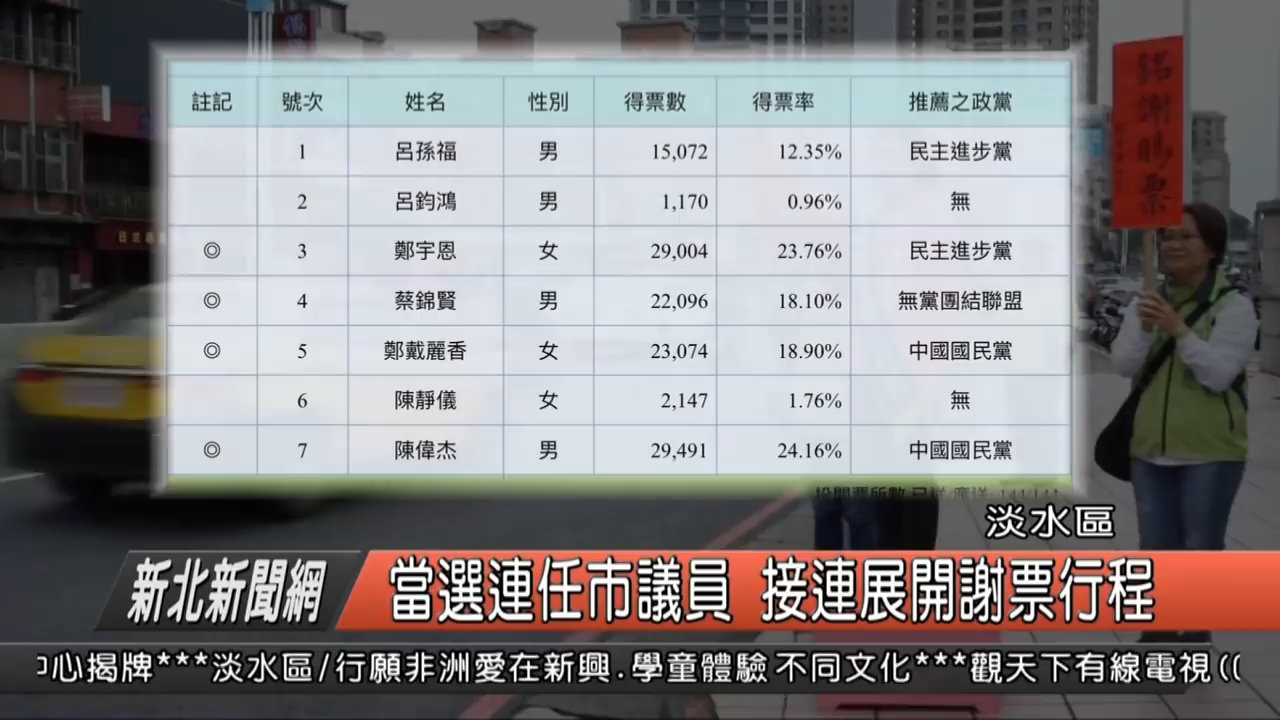 註記 號次 姓名 性別 得票數 得票率 推薦之政黨
1 呂孫福 男 15,072 12.35% 民主進步黨
2 呂鈞鴻 男 1,170 0.96% 無
◎ 3 鄭宇恩 女 29,004 23.76% 民主進步黨
◎ 4 蔡錦賢 男 22,096 18.10% 無黨團結聯盟
◎ 5 鄭戴麗香 女 23,074 18.90% 中國國民黨
6 陳靜儀 女 2,147 1.76% 無
◎ 7 陳偉杰 男 29,491 24.16% 中國國民黨
銘謝賜票
淡水區
新北新聞網
當選連任市議員 接連展開謝票行程
心揭牌***淡水區/行願非洲愛在新興.學童體驗不同文化***觀天下有線電視((